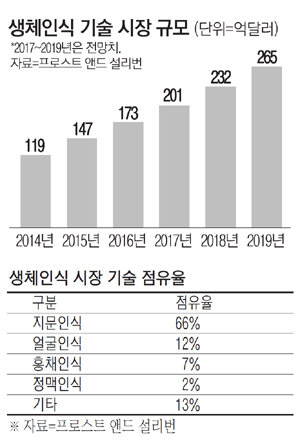 생체인식 기술 시장 규모 (단위=억달러)
*2017~2019년은 전망치.
자료=프로스트 앤드 설리번
119
147
173
201
232
265
2014년 2015년 2016년 2017년 2018년 2019년
생체인식 시장 기술 점유율
구분 점유율
지문인식 66%
얼굴인식 12%
홍채인식 7%
정맥인식 2%
기타 13%
※ 자료=프로스트 앤드 설리번